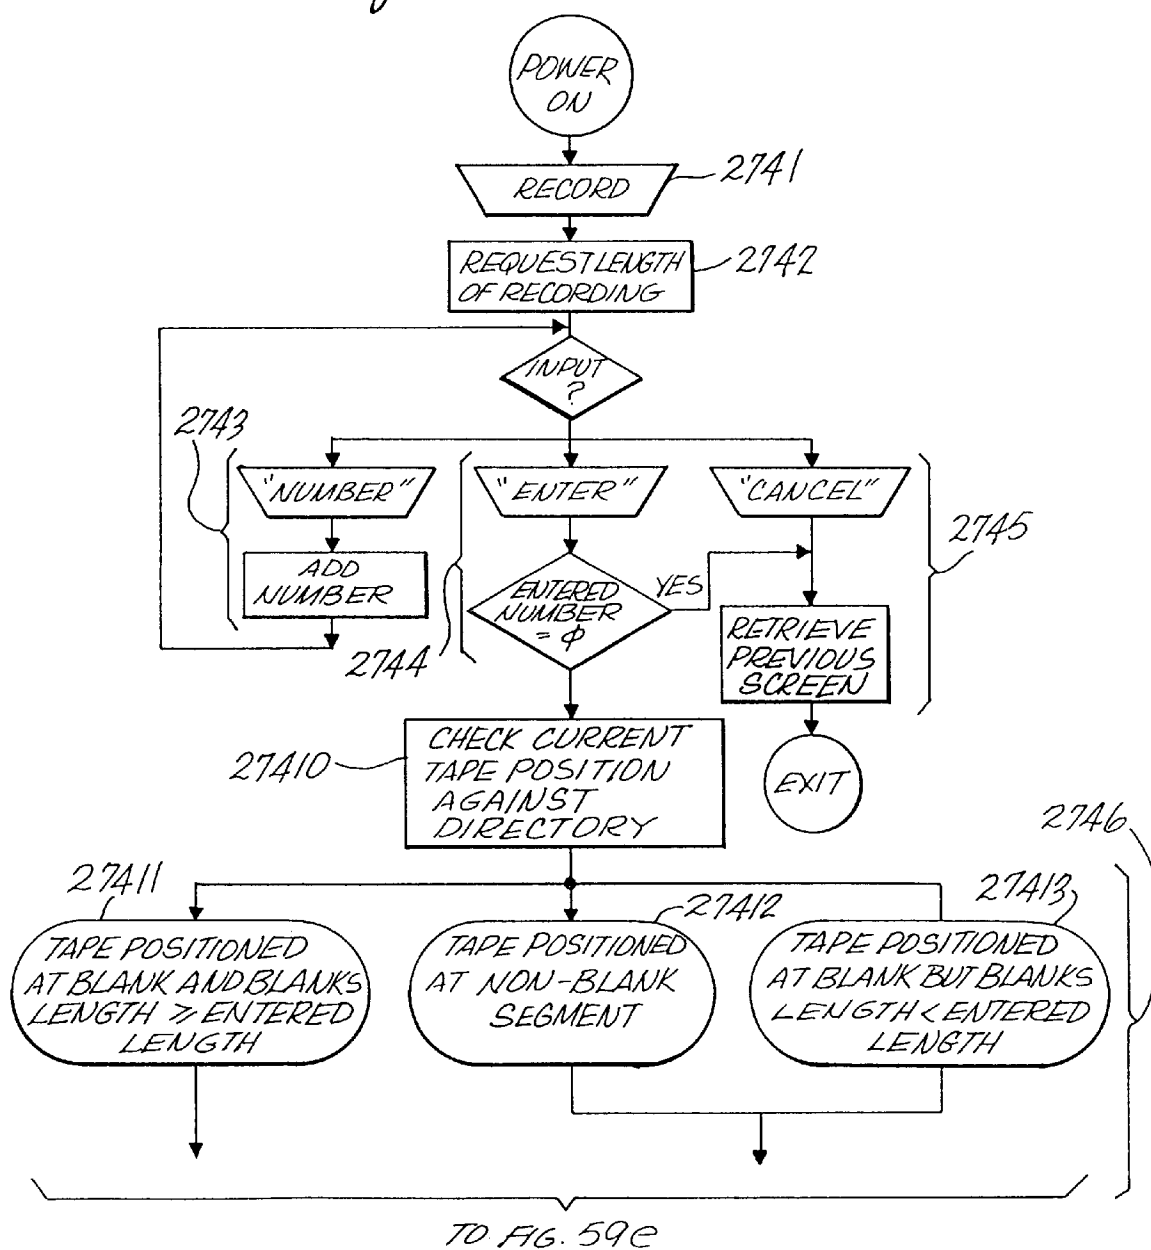 POWER
ON
RECORD
2741
REQUEST LENGTH
OF RECORDING
2742
INPUT
?
2743
"NUMBER"
"ENTER"
"CANCEL"
2745
ADD
NUMBER
ENTERED
NUMBER
= ϕ
YES
2744
RETRIEVE
PREVIOUS
SCREEN
27410
CHECK CURRENT
TAPE POSITION
AGAINST
DIRECTORY
EXIT
2746
27411
27412
27413
TAPE POSITIONED
AT BLANK AND BLANKS
LENGTH ≥ ENTERED
LENGTH
TAPE POSITIONED
AT NON-BLANK
SEGMENT
TAPE POSITIONED
AT BLANK BUT BLANKS
LENGTH < ENTERED
LENGTH
TO FIG. 59e